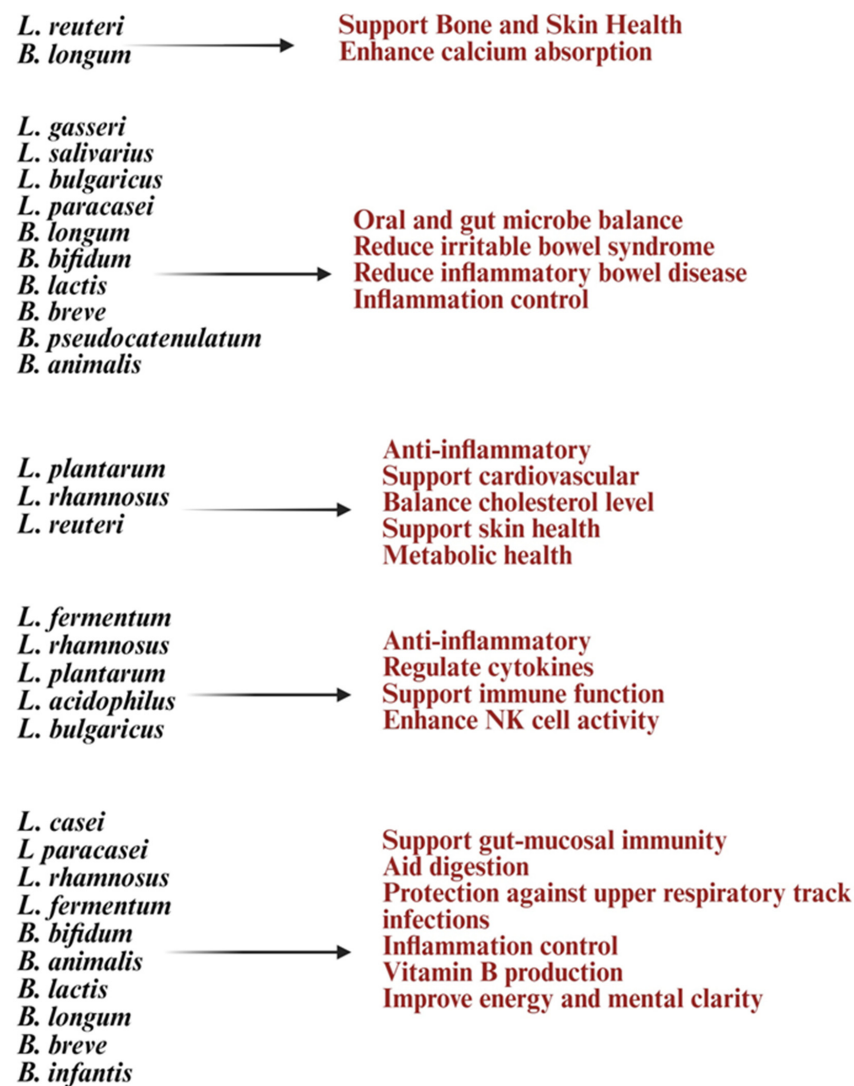 L. reuteri
B. longum
Support Bone and Skin Health
Enhance calcium absorption
L. gasseri
L. salivarius
L. bulgaricus
L. paracasei
B. longum
B. bifidum
B. lactis
B. breve
B. pseudocatenulatum
B. animalis
Oral and gut microbe balance
Reduce irritable bowel syndrome
Reduce inflammatory bowel disease
Inflammation control
L. plantarum
L. rhamnosus
L. reuteri
Anti-inflammatory
Support cardiovascular
Balance cholesterol level
Support skin health
Metabolic health
L. fermentum
L. rhamnosus
L. plantarum
L. acidophilus
L. bulgaricus
Anti-inflammatory
Regulate cytokines
Support immune function
Enhance NK cell activity
L. casei
L paracasei
L. rhamnosus
L. fermentum
B. bifidum
B. animalis
B. lactis
B. longum
B. breve
B. infantis
Support gut-mucosal immunity
Aid digestion
Protection against upper respiratory track
infections
Inflammation control
Vitamin B production
Improve energy and mental clarity